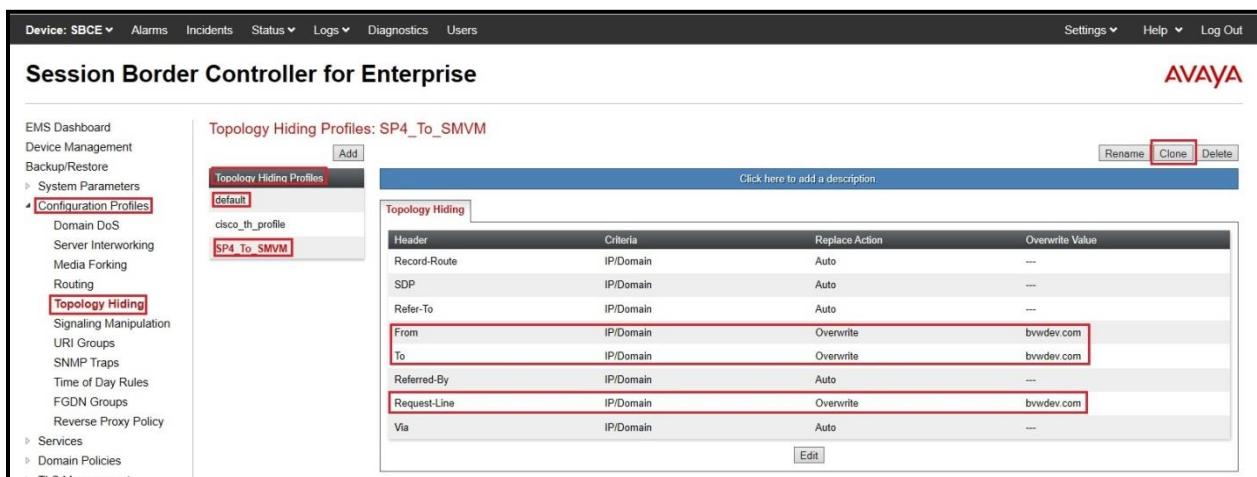 Device: SBCE Alarms Incidents Status Logs Diagnostics Users Settings Help Log Out
Session Border Controller for Enterprise
AVAYA
EMS Dashboard
Device Management
Backup/Restore
System Parameters
Configuration Profiles
Domain DoS
Server Interworking
Media Forking
Routing
Topology Hiding
Signaling Manipulation
URI Groups
SNMP Traps
Time of Day Rules
FGDN Groups
Reverse Proxy Policy
Services
Domain Policies
Topology Hiding Profiles: SP4_To_SMVM
Add
Rename Clone Delete
Topology Hiding Profiles
default
cisco_th_profile
SP4_To_SMVM
Click here to add a description.
Topology Hiding
Header Criteria Replace Action Overwrite Value
Record-Route IP/Domain Auto ---
SDP IP/Domain Auto ---
Refer-To IP/Domain Auto ---
From IP/Domain Overwrite bvwdev.com
To IP/Domain Overwrite bvwdev.com
Referred-By IP/Domain Auto ---
Request-Line IP/Domain Overwrite bvwdev.com
Via IP/Domain Auto ---
Edit